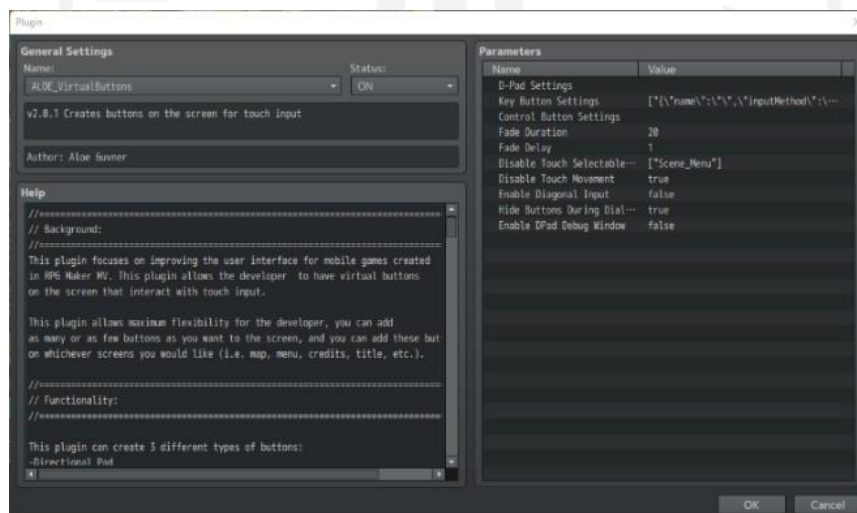 Plugin
General Settings
Name:
Status:
ALOE_VirtualButtons
ON
v2.0.1 Creates buttons on the screen for touch input
Author: Aloe Guvner
Help
// Background:
This plugin focuses on improving the user interface for mobile games created
in RPG Maker MV. This plugin allows the developer to have virtual buttons
on the screen that interact with touch input.
This plugin allows maximum flexibility for the developer, you can add
as many or as few buttons as you want to the screen, and you can add these but
on whichever screens you would like (i.e. map, menu, credits, title, etc.).
// Functionality:
This plugin can create 3 different types of buttons:
-Directional Pad
Parameters
Name Value
D-Pad Settings
Key Button Settings ["{\"name\":\"\",\"inputMethod\":\···
Control Button Settings
Fade Duration 20
Fade Delay 1
Disable Touch Selectable··· ["Scene_Menu"]
Disable Touch Movement true
Enable Diagonal Input false
Hide Buttons During Dial··· true
Enable DPad Debug Window false
OK
Cancel